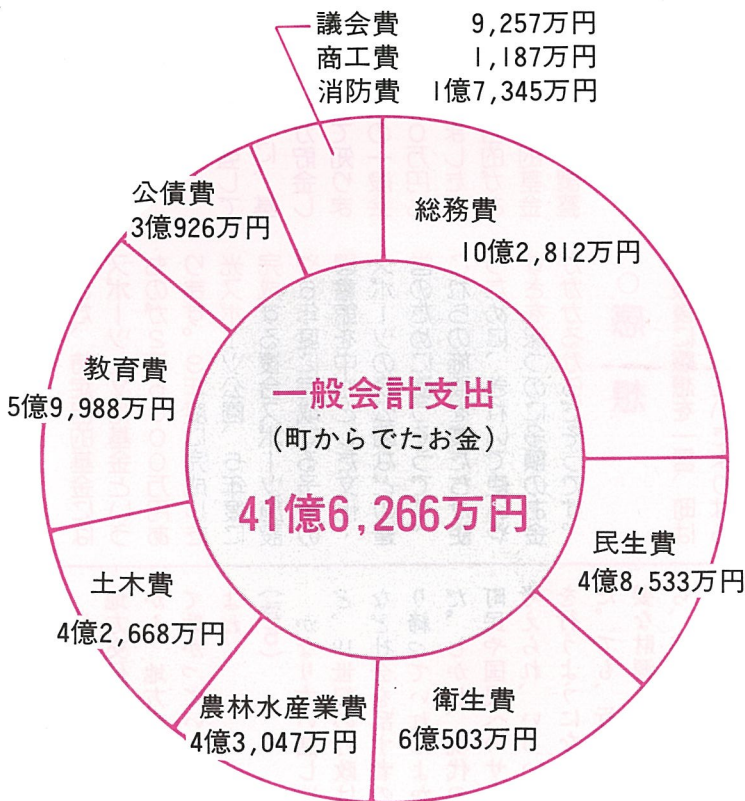 議会費 9,257万円
商工費 1,187万円
消防費 1億7,345万円
総務費
10億2,812万円
民生費
4億8,533万円
衛生費
6億503万円
農林水産業費
4億3,047万円
土木費
4億2,668万円
教育費
5億9,988万円
公債費
3億926万円
一般会計支出
(町からでたお金)
41億6,266万円